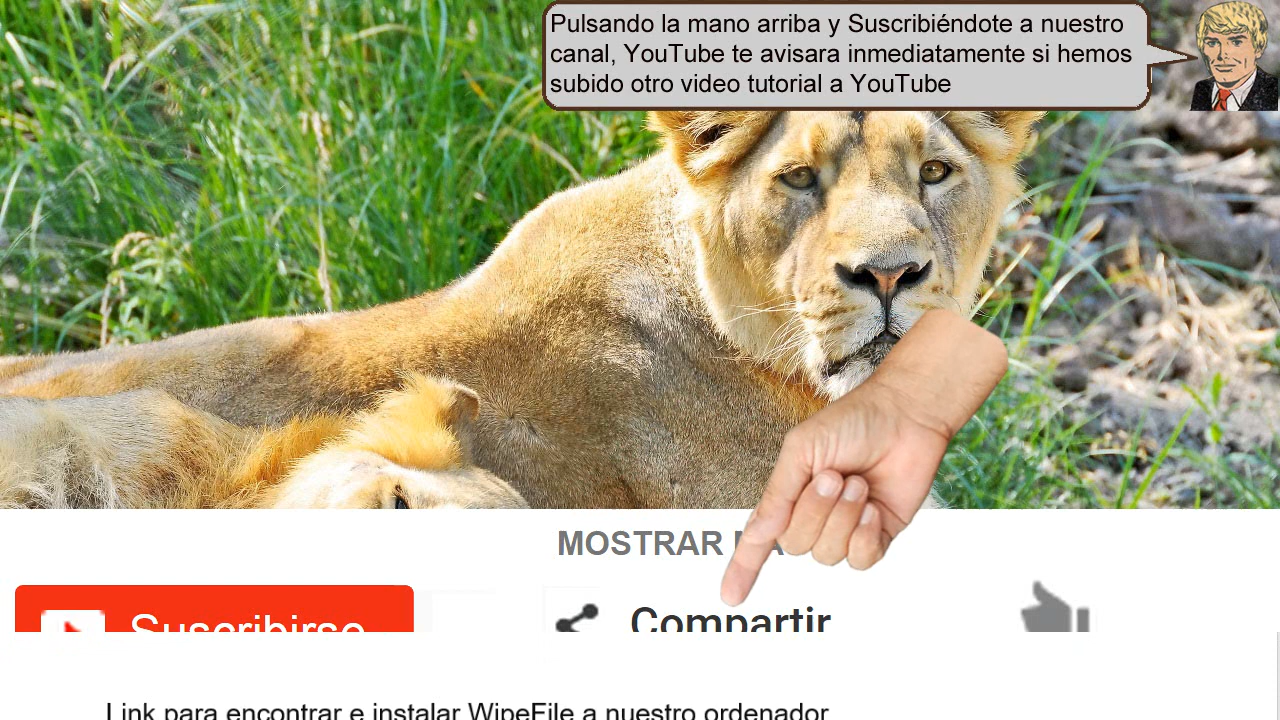 Pulsando la mano arriba y Suscribiéndote a nuestro
canal, YouTube te avisara inmediatamente si hemos
subido otro video tutorial a YouTube
MOSTRAR
Suscribirse
Compartir
Link para encontrar e instalar WipeFile a nuestro ordenador